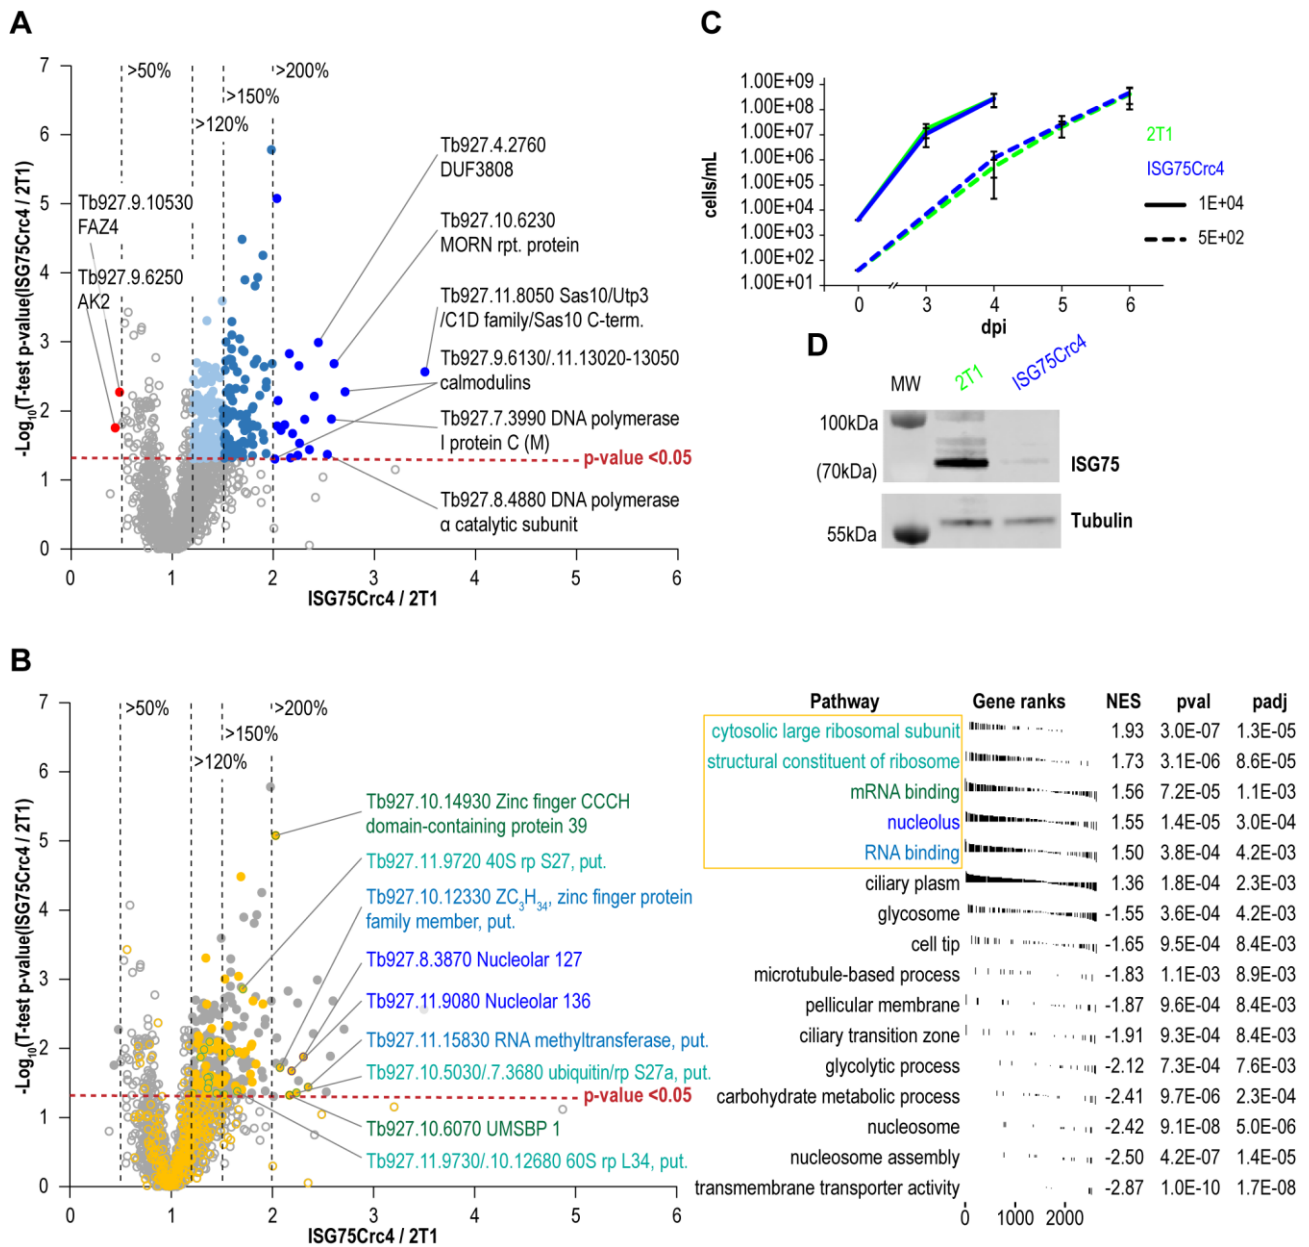 A
7
6
5
4
3
2
1
0
-Log10(T-test p-value(ISG75Crc4 / 2T1)
>50%
>120%
>150%
>200%
Tb927.9.10530
FAZ4
Tb927.9.6250
AK2
Tb927.4.2760
DUF3808
Tb927.10.6230
MORN rpt. protein
Tb927.11.8050 Sas10/Utp3
/C1D family/Sas10 C-term.
Tb927.9.6130/.11.13020-13050
calmodulins
Tb927.7.3990 DNA polymerase
I protein C (M)
p-value <0.05
Tb927.8.4880 DNA polymerase
α catalytic subunit
0 1 2 3 4 5 6
ISG75Crc4 / 2T1
C
1.00E+09
1.00E+08
1.00E+07
1.00E+06
1.00E+05
1.00E+04
1.00E+03
1.00E+02
1.00E+01
cells/mL
0 3 4 5 6
dpi
2T1
ISG75Crc4
1E+04
5E+02
D
MW
2T1
ISG75Crc4
100kDa
(70kDa)
ISG75
55kDa
Tubulin
B
7
6
5
4
3
2
1
0
-Log10(T-test p-value(ISG75Crc4 / 2T1)
>50%
>120%
>150%
>200%
Tb927.10.14930 Zinc finger CCCH
domain-containing protein 39
Tb927.11.9720 40S rp S27, put.
Tb927.10.12330 ZC3H34, zinc finger protein
family member, put.
Tb927.8.3870 Nucleolar 127
Tb927.11.9080 Nucleolar 136
Tb927.11.15830 RNA methyltransferase, put.
Tb927.10.5030/.7.3680 ubiquitin/rp S27a, put.
p-value <0.05
Tb927.10.6070 UMSBP 1
Tb927.11.9730/.10.12680 60S rp L34, put.
0 1 2 3 4 5 6
ISG75Crc4 / 2T1
Pathway Gene ranks NES pval padj
cytosolic large ribosomal subunit 1.93 3.0E-07 1.3E-05
structural constituent of ribosome 1.73 3.1E-06 8.6E-05
mRNA binding 1.56 7.2E-05 1.1E-03
nucleolus 1.55 1.4E-05 3.0E-04
RNA binding 1.50 3.8E-04 4.2E-03
ciliary plasm 1.36 1.8E-04 2.3E-03
glycosome -1.55 3.6E-04 4.2E-03
cell tip -1.65 9.5E-04 8.4E-03
microtubule-based process -1.83 1.1E-03 8.9E-03
pellicular membrane -1.87 9.6E-04 8.4E-03
ciliary transition zone -1.91 9.3E-04 8.4E-03
glycolytic process -2.12 7.3E-04 7.6E-03
carbohydrate metabolic process -2.41 9.7E-06 2.3E-04
nucleosome -2.42 9.1E-08 5.0E-06
nucleosome assembly -2.50 4.2E-07 1.4E-05
transmembrane transporter activity -2.87 1.0E-10 1.7E-08
0 1000 2000